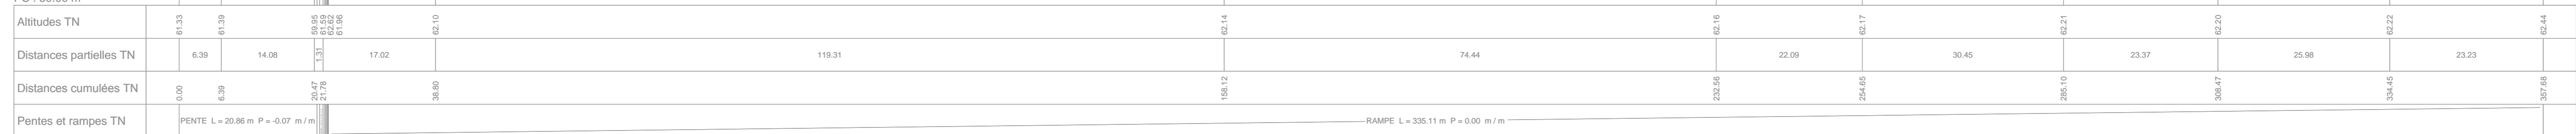 Altitudes TN 61.33 61.39 59.95 61.59 62.62 61.96 62.10 62.14 62.16 62.17 62.21 62.20 62.22 62.44
Distances partielles TN 6.39 14.08 1.31 17.02 119.31 74.44 22.09 30.45 23.37 25.98 23.23
Distances cumulées TN 0.00 6.39 20.47 21.78 38.80 158.12 232.56 254.65 285.10 308.47 334.45 357.68
Pentes et rampes TN PENTE L = 20.86 m P = -0.07 m / m RAMPE L = 335.11 m P = 0.00 m / m